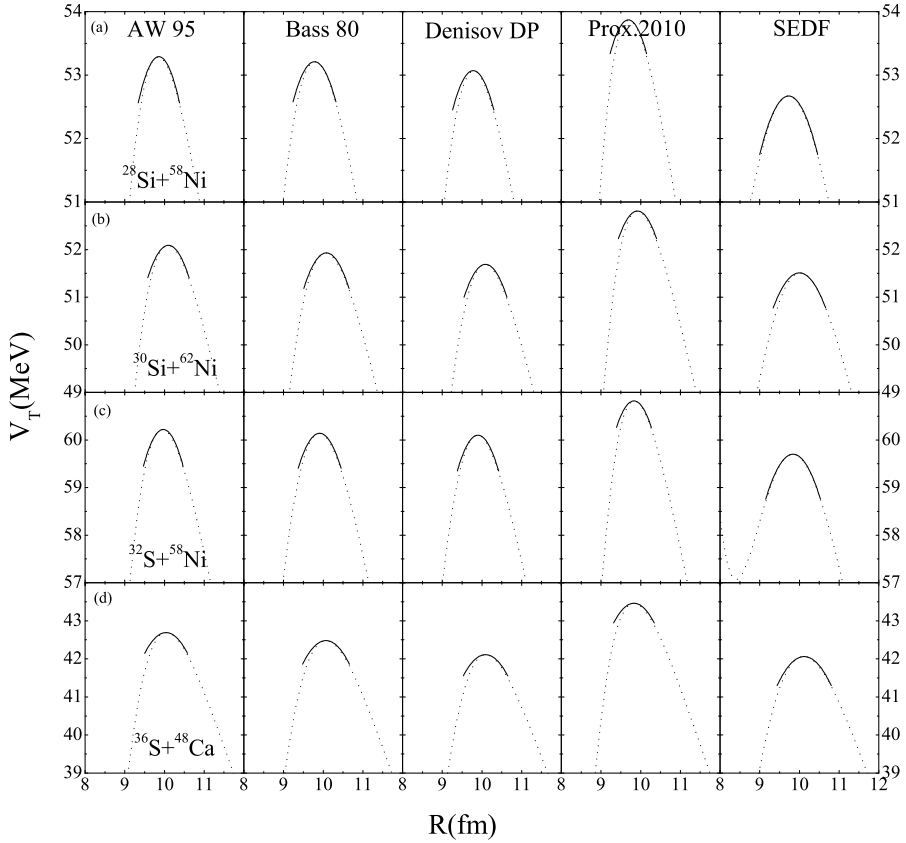 (a) AW 95 Bass 80 Denisov DP Prox.2010 SEDF
54 54
53 53
52 52
51 51
²⁸Si+⁵⁸Ni
(b)
52 52
51 51
50 50
49 49
³⁰Si+⁶²Ni
(c)
60 60
59 59
58 58
57 57
³²S+⁵⁸Ni
(d)
43 43
42 42
41 41
40 40
39 39
³⁶S+⁴⁸Ca
8 9 10 11 8 9 10 11 8 9 10 11 8 9 10 11 8 9 10 11 12
V_T(MeV)
R(fm)